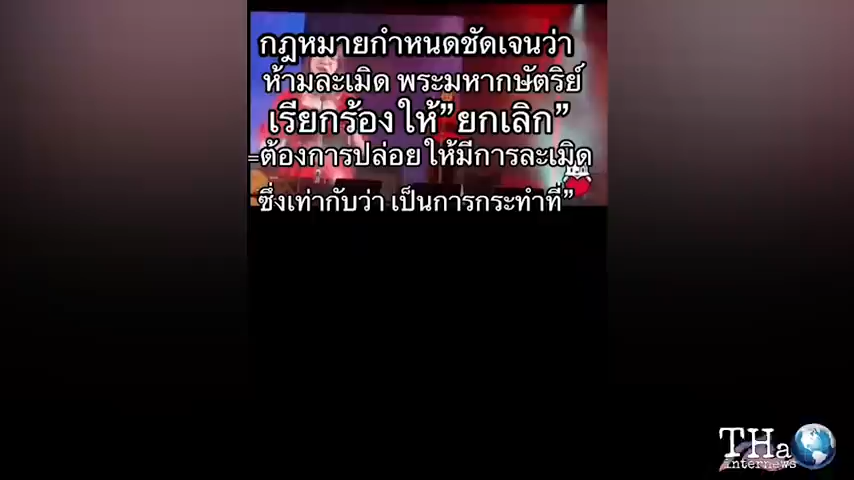 กฎหมายกำหนดชัดเจนว่า
ห้ามละเมิด พระมหากษัตริย์
เรียกร้อง ให้”ยกเลิก”
=ต้องการปล่อย ให้มีการละเมิด
ซึ่งเท่ากับว่า เป็นการกระทำที่”
THa
internews